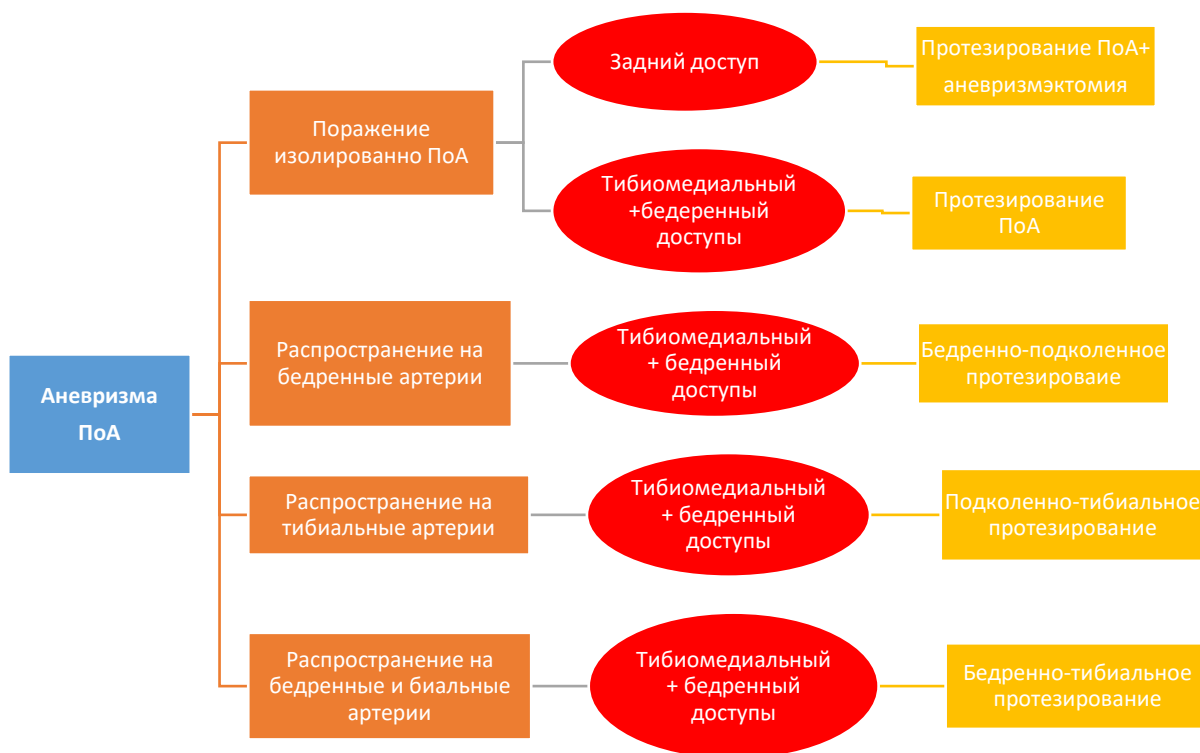 Аневризма
ПоА
Поражение
изолированно ПоА
Задний доступ
Протезирование ПоА+
аневризмэктомия
Тибиомедиальный
+бедеренный
доступы
Протезирование
ПоА
Распространение на
бедренные артерии
Тибиомедиальный
+ бедренный
доступы
Бедренно-подколенное
протезироваие
Распространение на
тибиальные артерии
Тибиомедиальный
+ бедренный
доступы
Подколенно-тибиальное
протезирование
Распространение на
бедренные и биальные
артерии
Тибиомедиальный
+ бедренный
доступы
Бедренно-тибиальное
протезирование